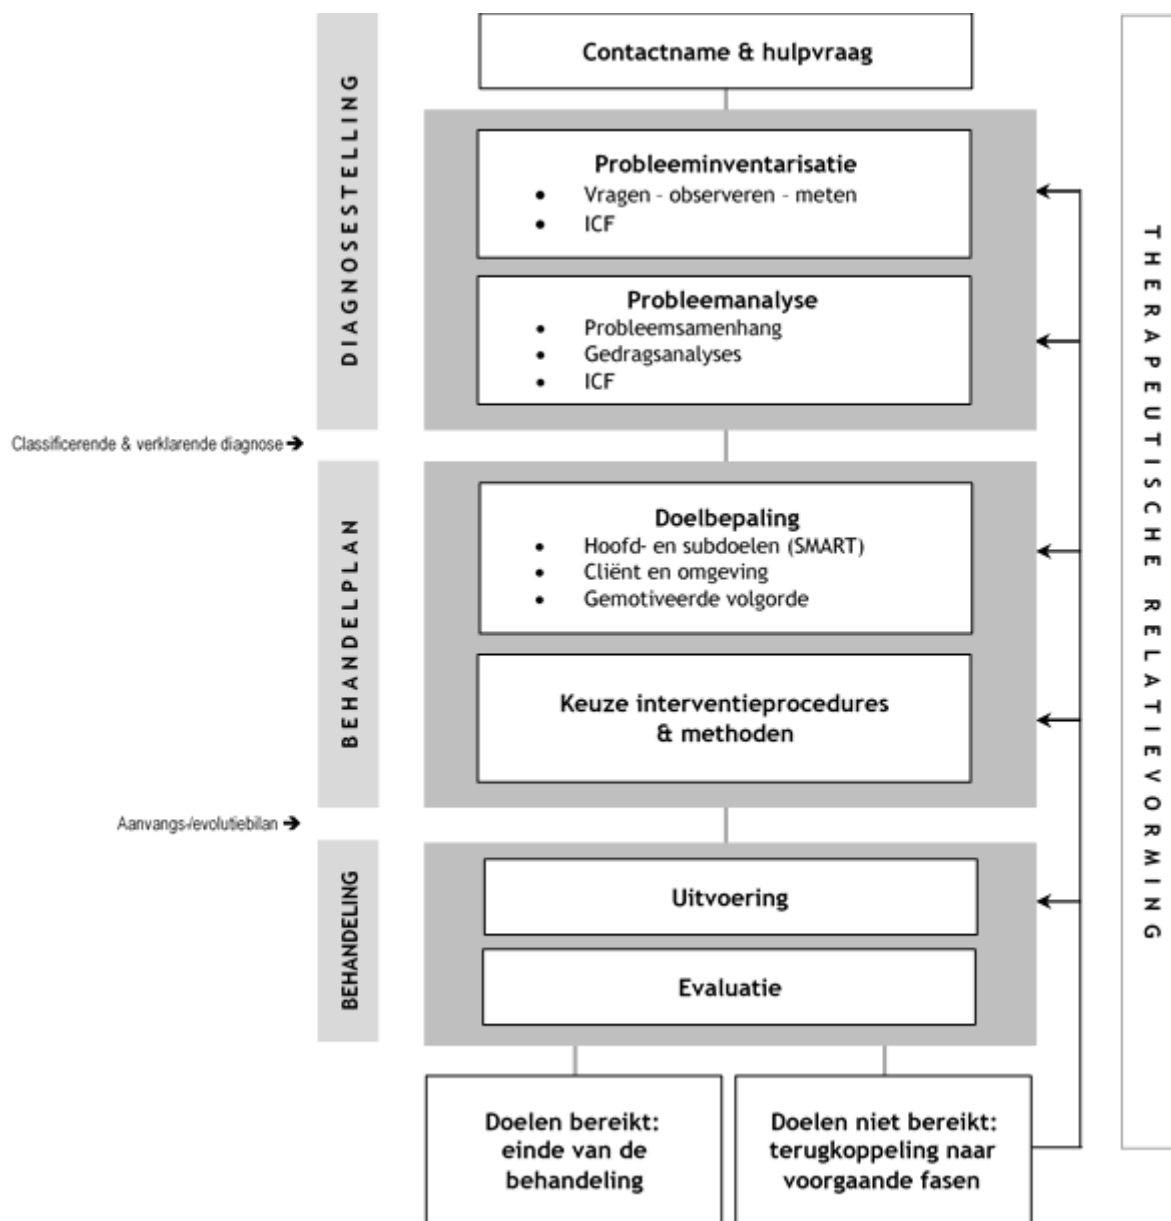 Contactname & hulpvraag
DIAGNOSESTELLING
Probleeminventarisatie
• Vragen – observeren – meten
• ICF
Probleemanalyse
• Probleemsamenhang
• Gedragsanalyses
• ICF
Classificerende & verklarende diagnose →
BEHANDELPLAN
Doelbepaling
• Hoofd- en subdoelen (SMART)
• Cliënt en omgeving
• Gemotiveerde volgorde
Keuze interventieprocedures
& methoden
Aanvangs-/evolutiebilan →
BEHANDELING
Uitvoering
Evaluatie
Doelen bereikt:
einde van de
behandeling
Doelen niet bereikt:
terugkoppeling naar
voorgaande fasen
THERAPEUTISCHE RELATIEVORMING